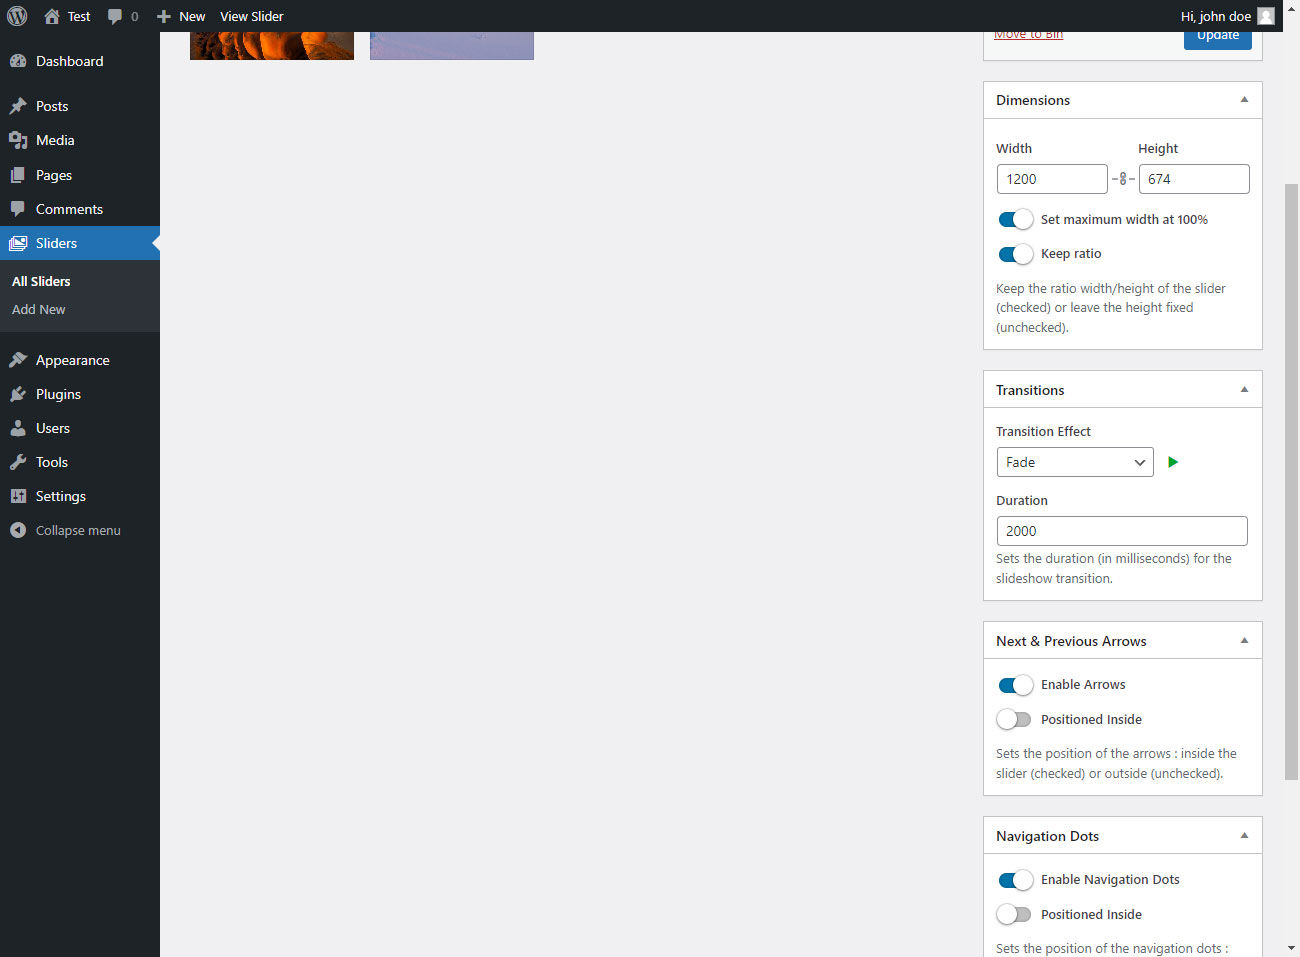 Test 0 New View Slider Hi, john doe
Dashboard
Posts
Media
Pages
Comments
Sliders
All Sliders
Add New
Appearance
Plugins
Users
Tools
Settings
Collapse menu
Move to Bin Update
Dimensions
Width Height
1200 674
Set maximum width at 100%
Keep ratio
Keep the ratio width/height of the slider
(checked) or leave the height fixed
(unchecked).
Transitions
Transition Effect
Fade
Duration
2000
Sets the duration (in milliseconds) for the
slideshow transition.
Next & Previous Arrows
Enable Arrows
Positioned Inside
Sets the position of the arrows : inside the
slider (checked) or outside (unchecked).
Navigation Dots
Enable Navigation Dots
Positioned Inside
Sets the position of the navigation dots :